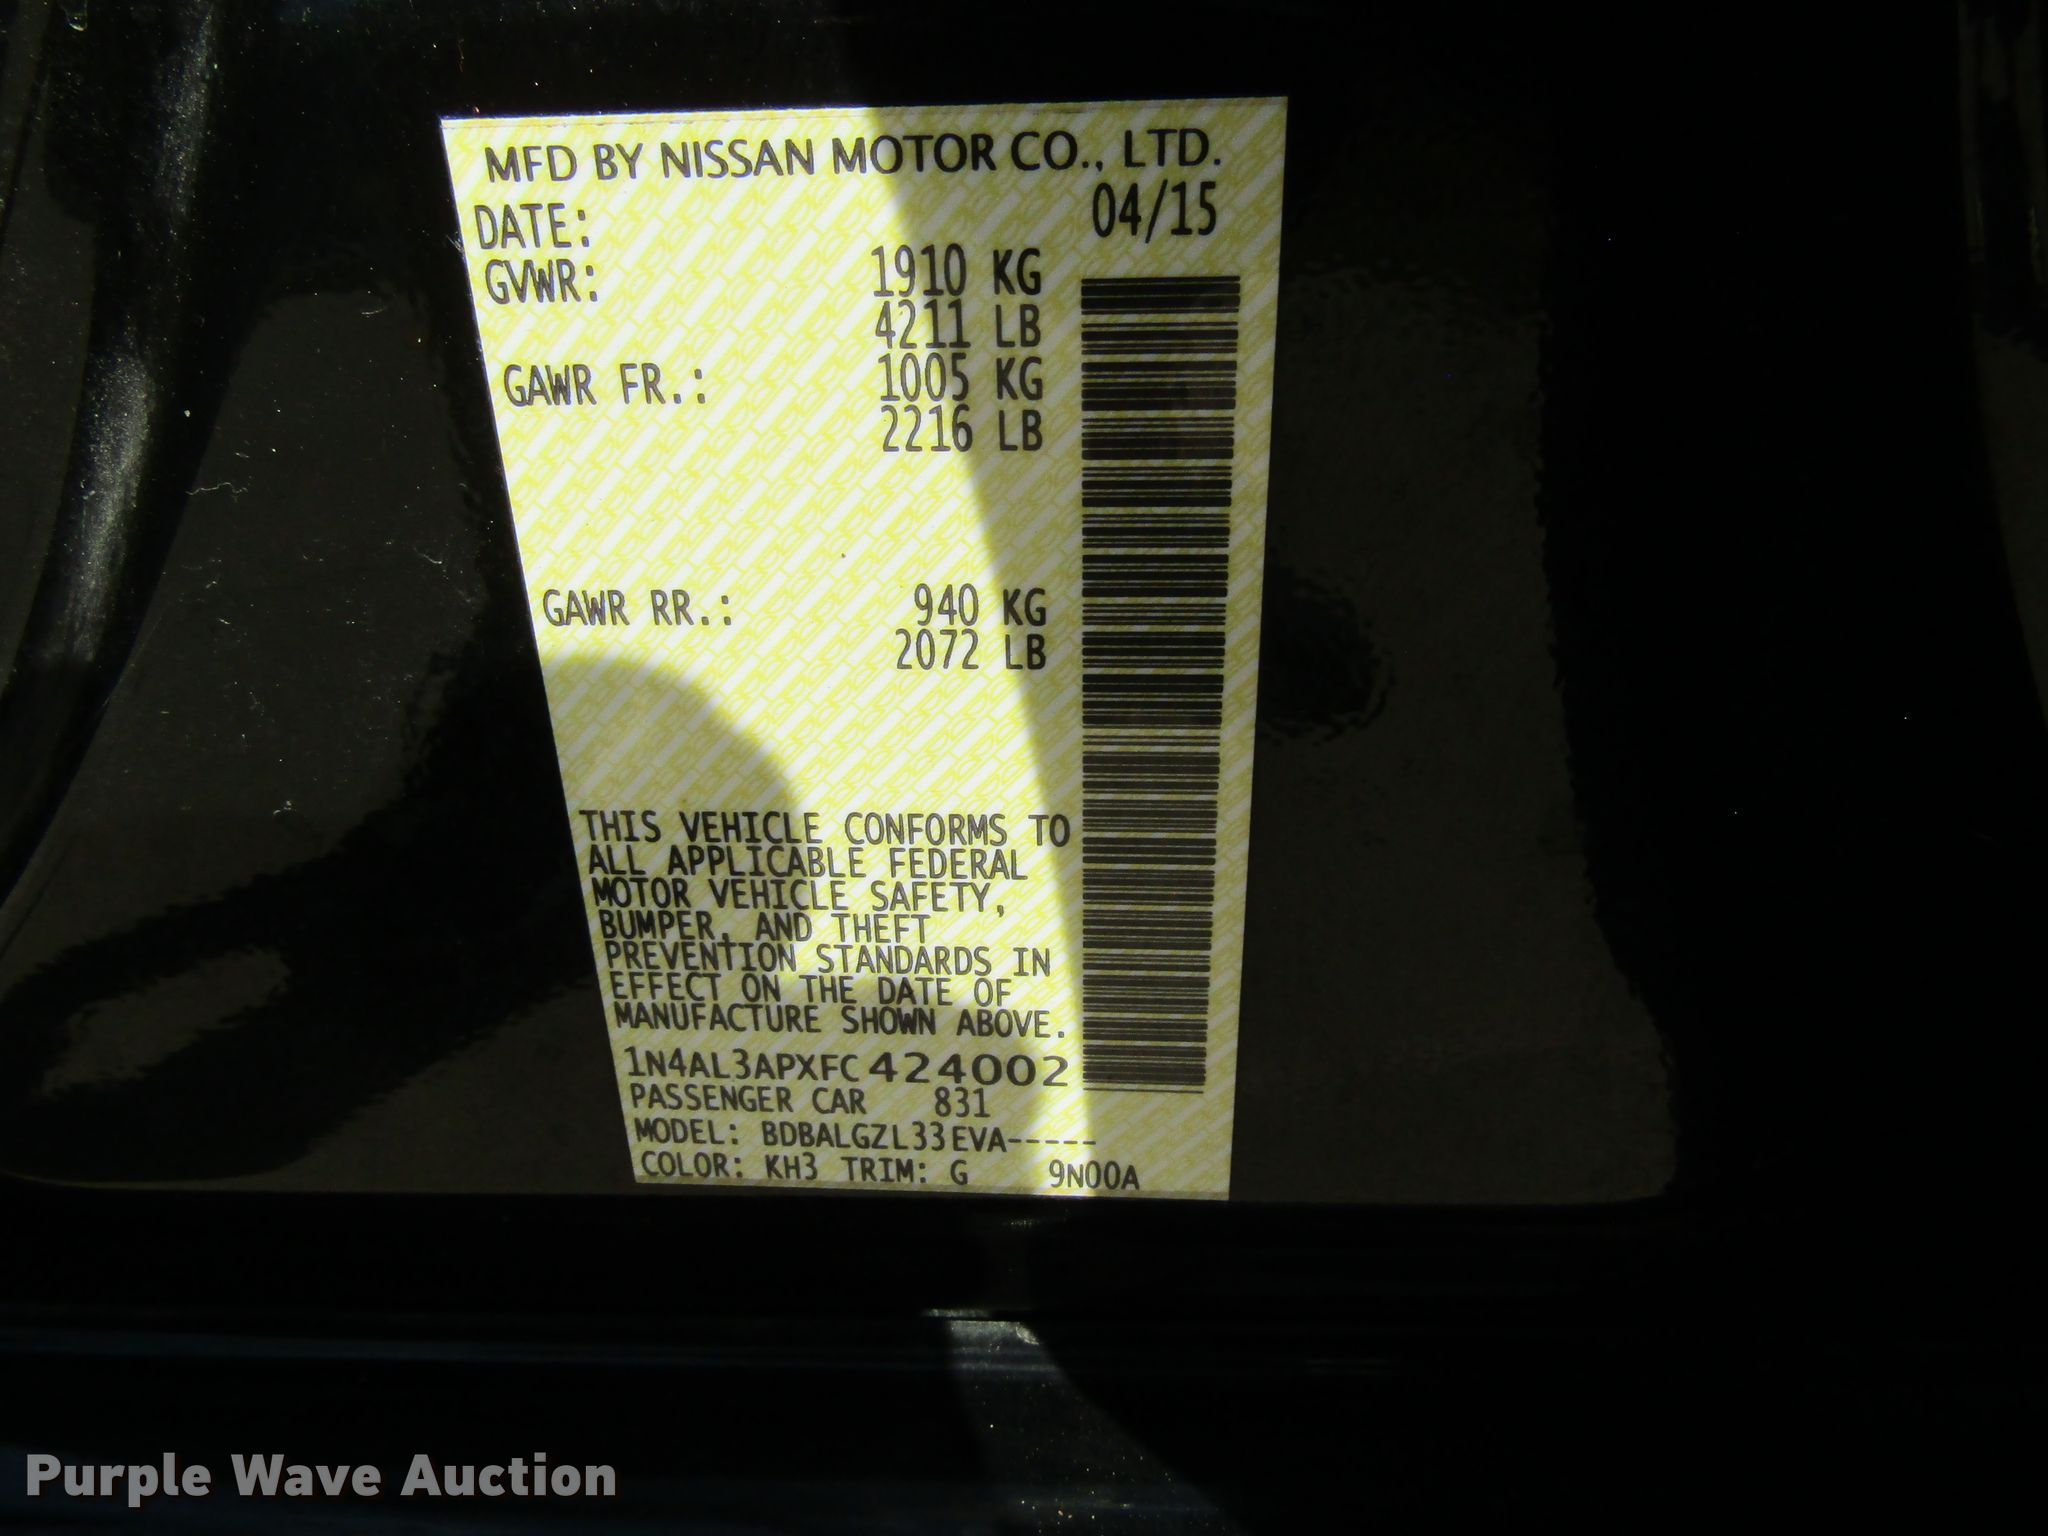 MFD BY NISSAN MOTOR CO., LTD.
DATE: 04/15
GVWR: 1910 KG
4211 LB
GAWR FR.: 1005 KG
2216 LB
GAWR RR.: 940 KG
2072 LB
THIS VEHICLE CONFORMS TO
ALL APPLICABLE FEDERAL
MOTOR VEHICLE SAFETY,
BUMPER, AND THEFT
PREVENTION STANDARDS IN
EFFECT ON THE DATE OF
MANUFACTURE SHOWN ABOVE.
1N4AL3APXFC424002
PASSENGER CAR 831
MODEL: BDBALGZL33EVA-----
COLOR: KH3 TRIM: G 9N00A
Purple Wave Auction